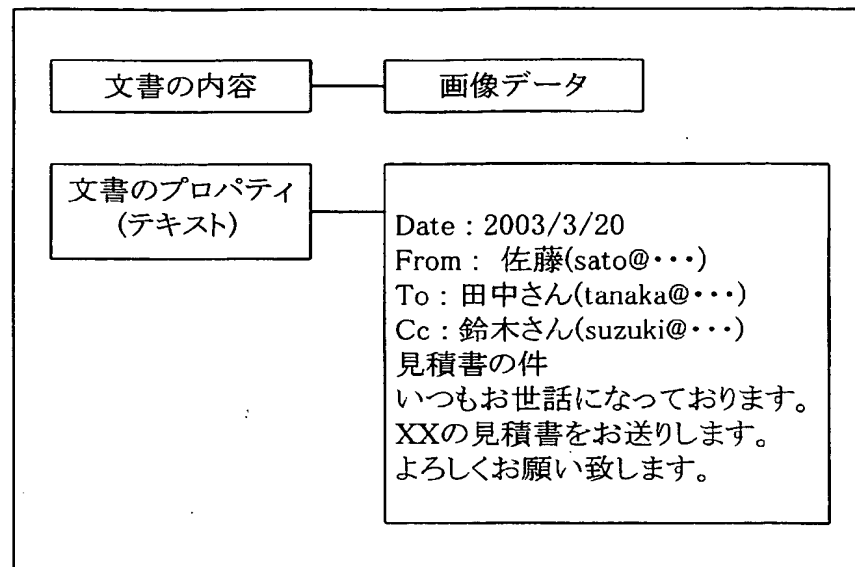 文書の内容
画像データ
文書のプロパティ
(テキスト)
Date : 2003/3/20
From : 佐藤(sato@・・・)
To : 田中さん(tanaka@・・・)
Cc : 鈴木さん(suzuki@・・・)
見積書の件
いつもお世話になっております。
XXの見積書をお送りします。
よろしくお願い致します。